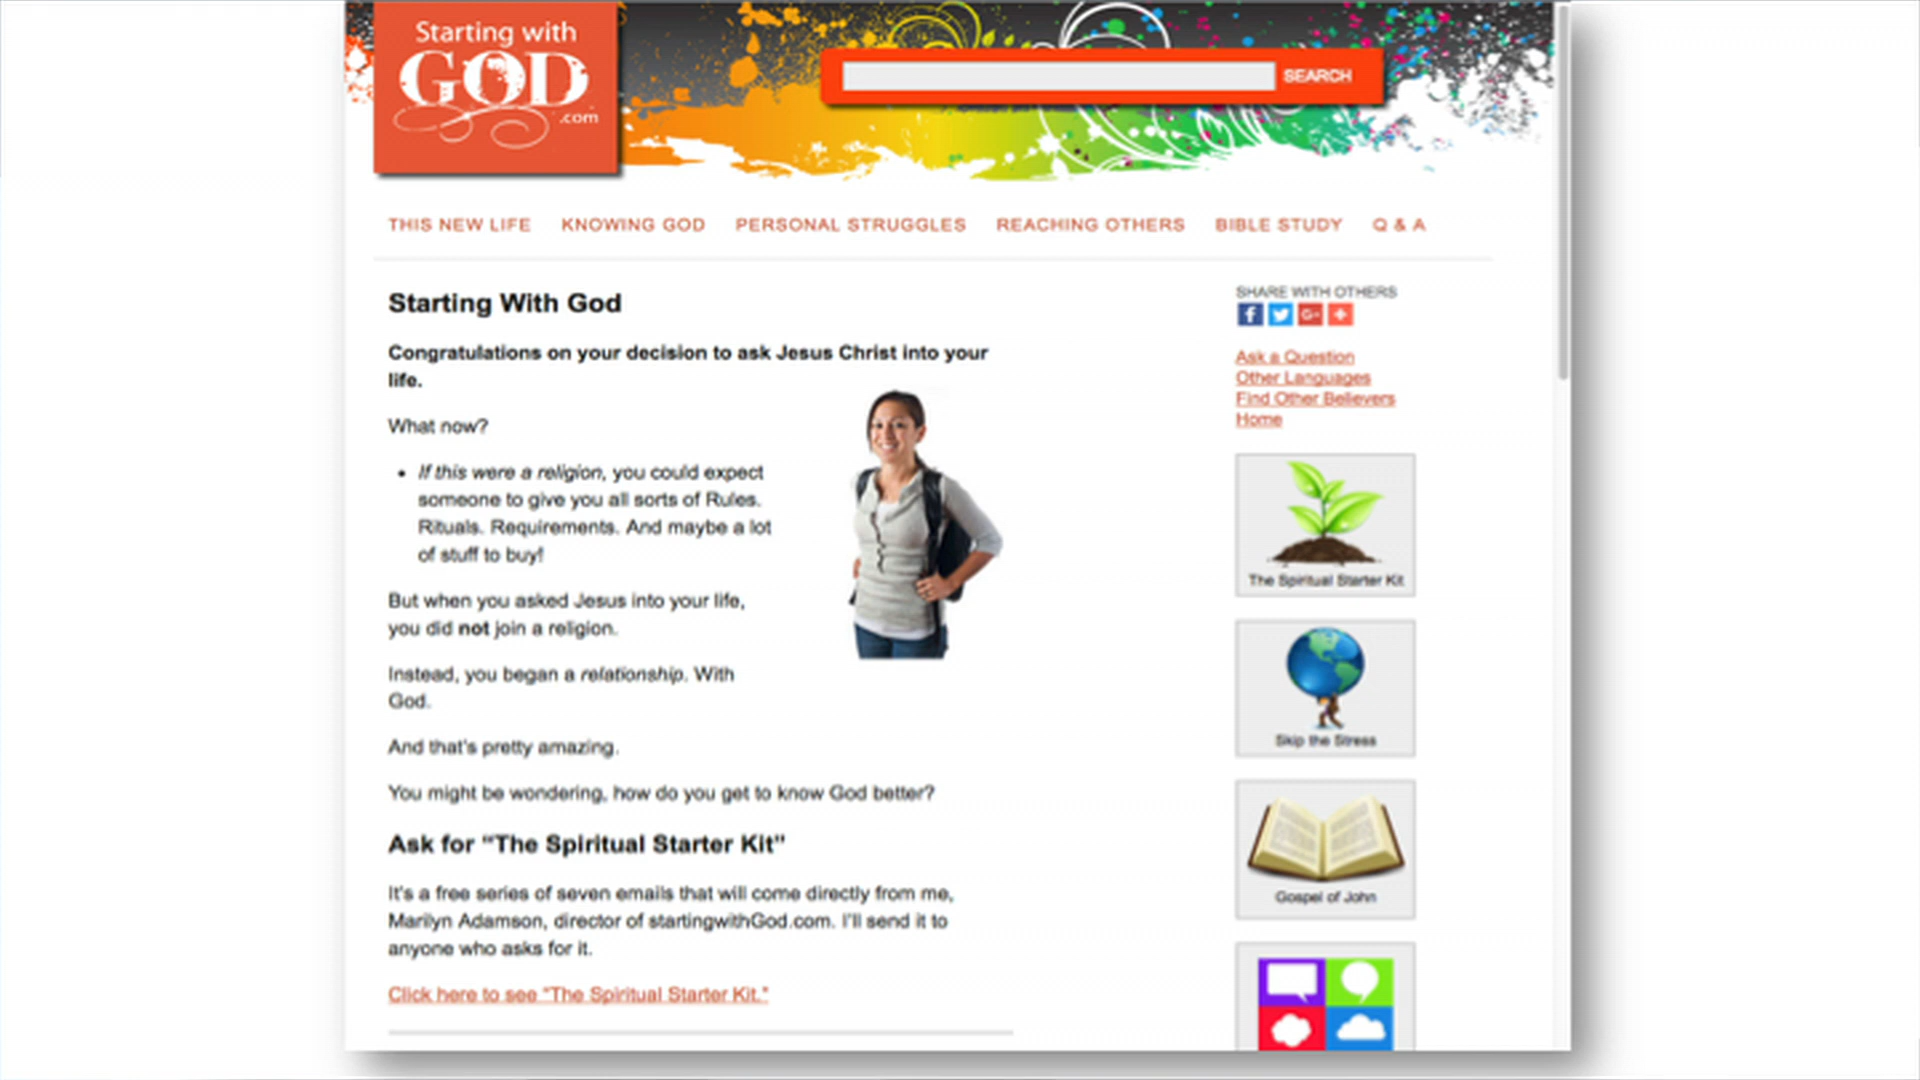 Starting with
GOD
.com
SEARCH
THIS NEW LIFE KNOWING GOD PERSONAL STRUGGLES REACHING OTHERS BIBLE STUDY Q & A
Starting With God
Congratulations on your decision to ask Jesus Christ into your
life.
What now?
• If this were a religion, you could expect
someone to give you all sorts of Rules.
Rituals. Requirements. And maybe a lot
of stuff to buy!
But when you asked Jesus into your life,
you did not join a religion.
Instead, you began a relationship. With
God.
And that's pretty amazing.
You might be wondering, how do you get to know God better?
Ask for "The Spiritual Starter Kit"
It's a free series of seven emails that will come directly from me,
Marilyn Adamson, director of startingwithGod.com. I'll send it to
anyone who asks for it.
Click here to see "The Spiritual Starter Kit."
SHARE WITH OTHERS
f G+ +
Ask a Question
Other Languages
Find Other Believers
Home
The Spiritual Starter Kit
Skip the Stress
Gospel of John